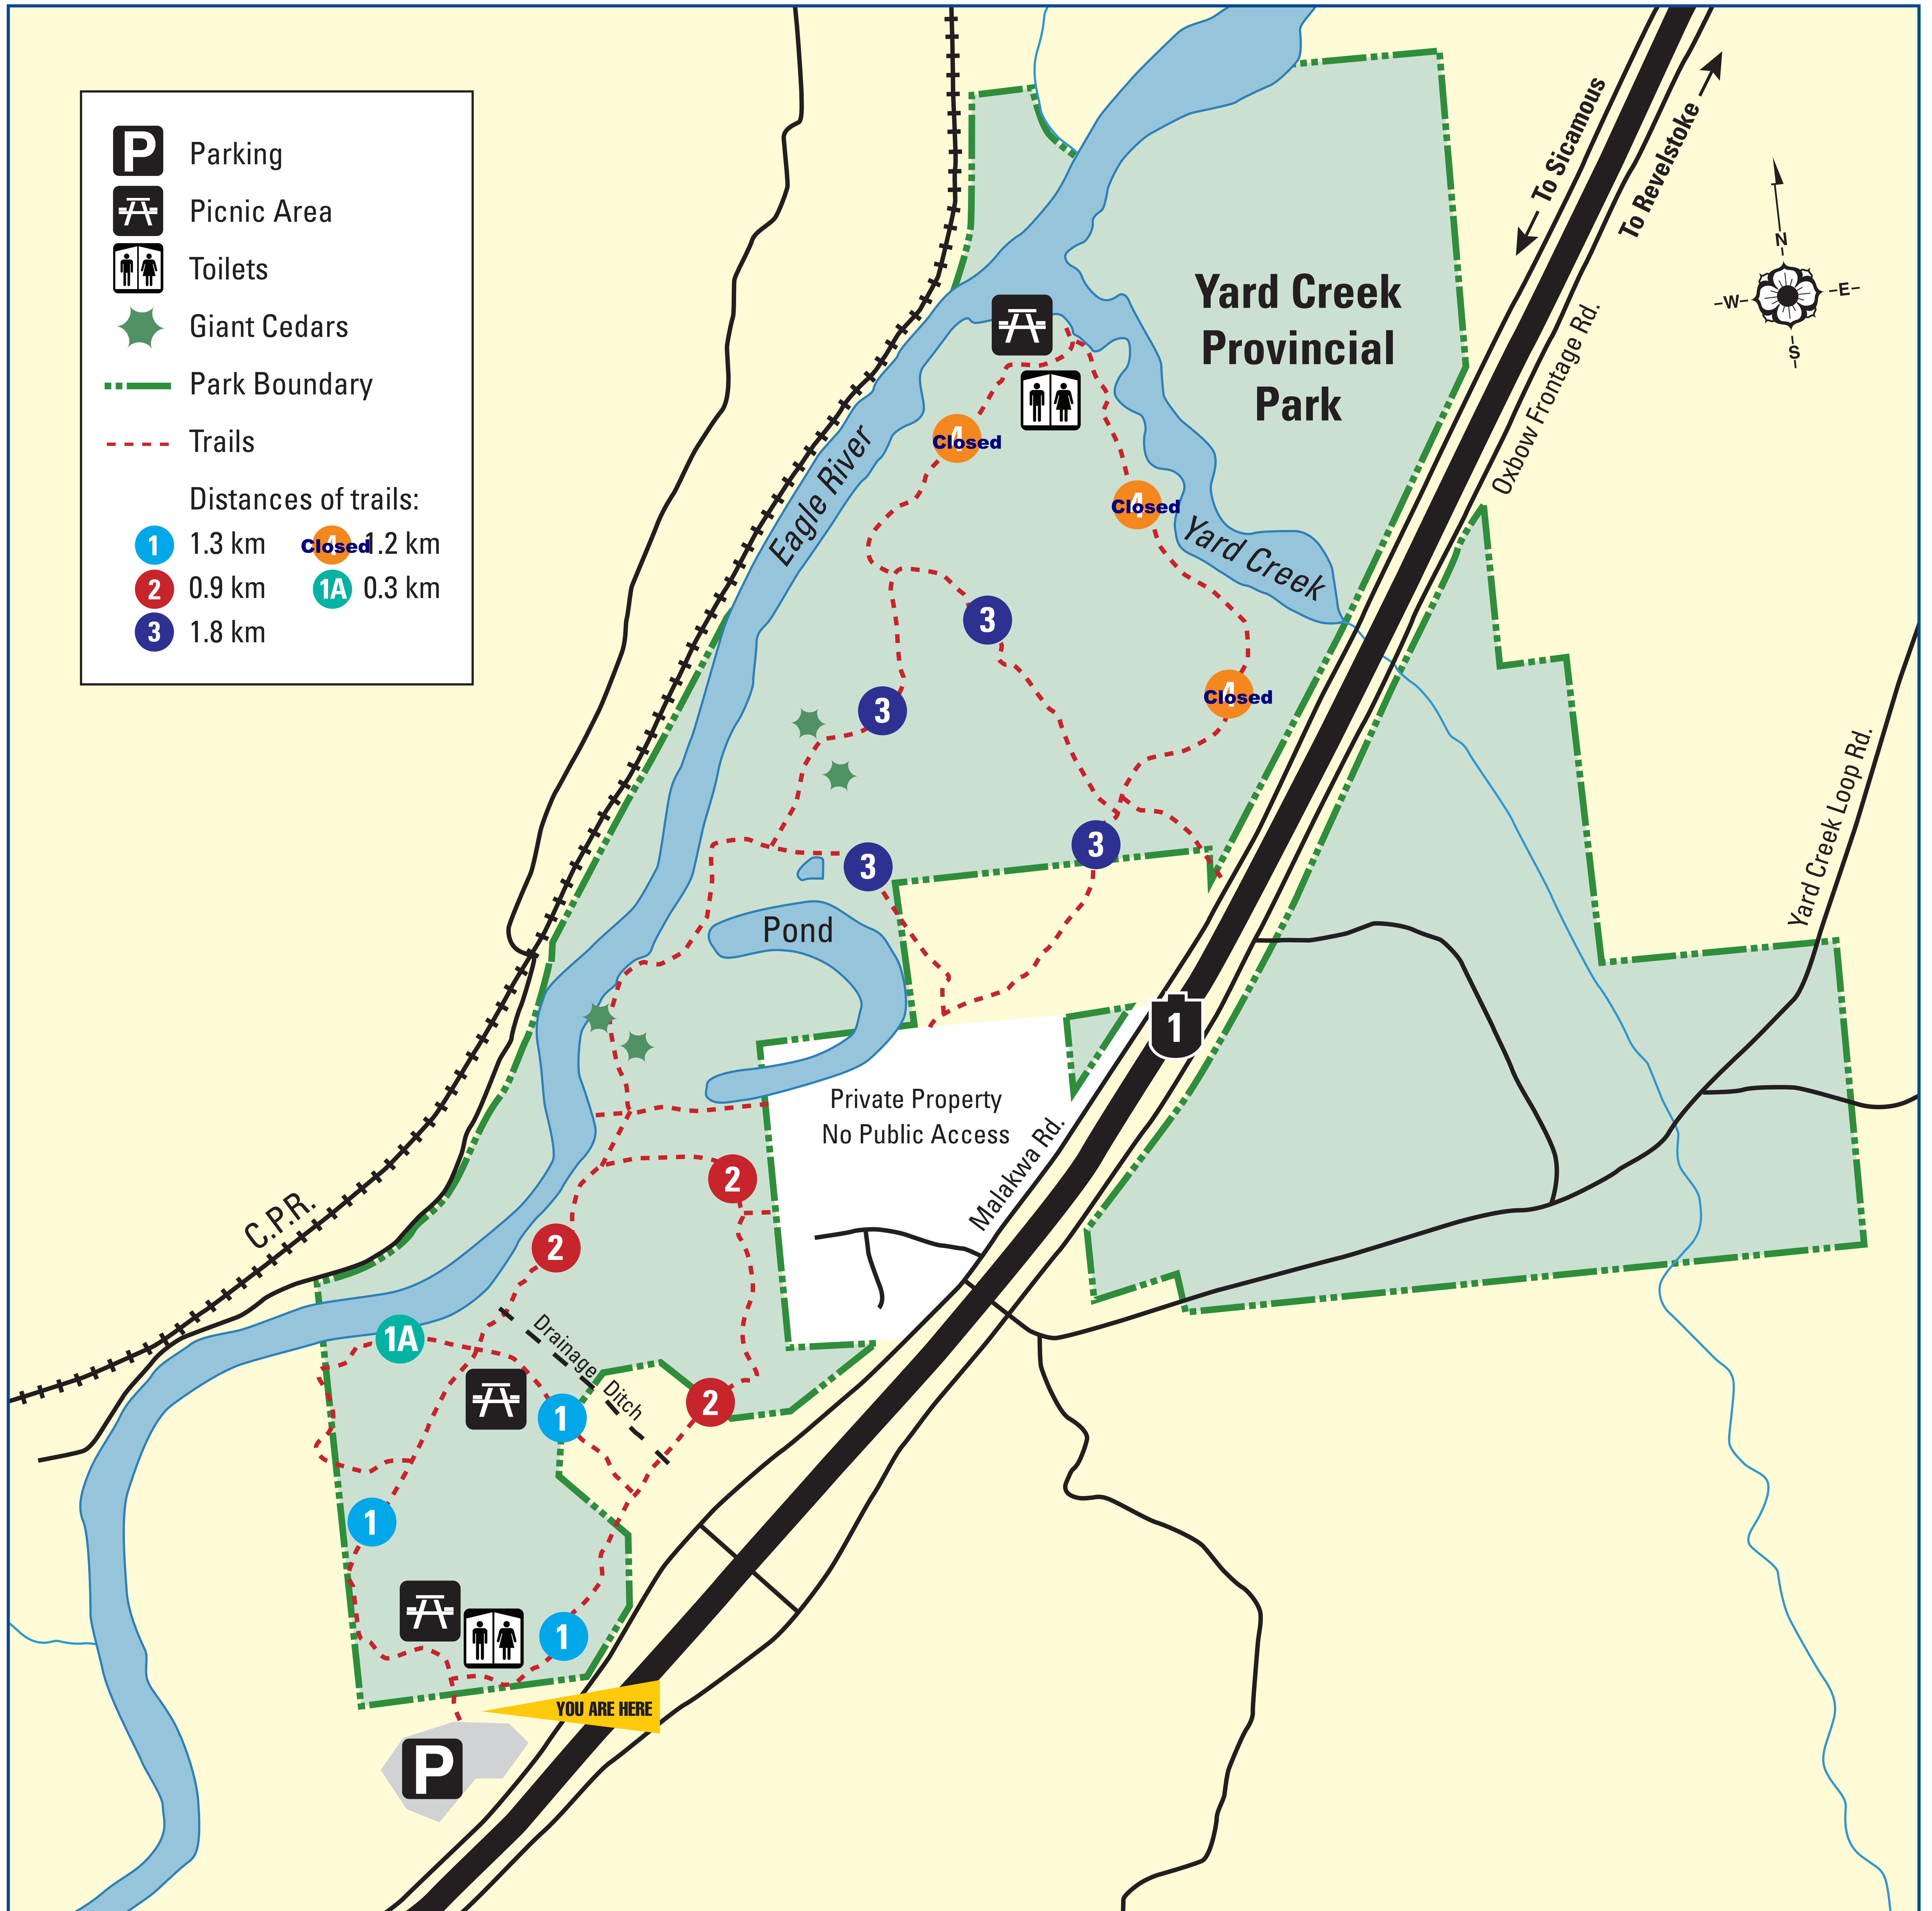 P
Parking
Picnic Area
Toilets
Giant Cedars
Park Boundary
Trails
Distances of trails:
1 1.3 km
4 Closed 1.2 km
2 0.9 km
1A 0.3 km
3 1.8 km
Yard Creek
Provincial
Park
To Sicamous
To Revelstoke
Oxbow Frontage Rd.
N
W
E
S
Eagle River
4
Closed
4
Closed
Yard Creek
3
4
Closed
3
3
3
Yard Creek Loop Rd.
Pond
1
Private Property
No Public Access
Malakwa Rd.
C.P.R.
2
2
1A
Drainage
Ditch
2
1
1
1
YOU ARE HERE
P